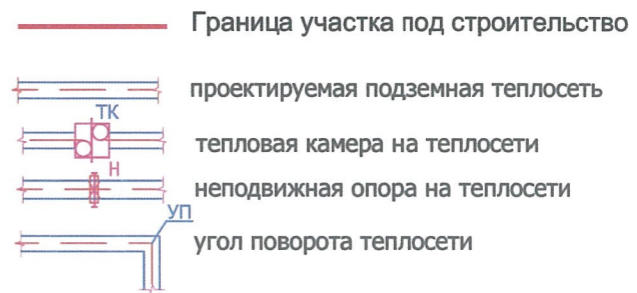 Граница участка под строительство
проектируемая подземная теплосеть
ТК
тепловая камера на теплосети
Н
неподвижная опора на теплосети
УП
угол поворота теплосети